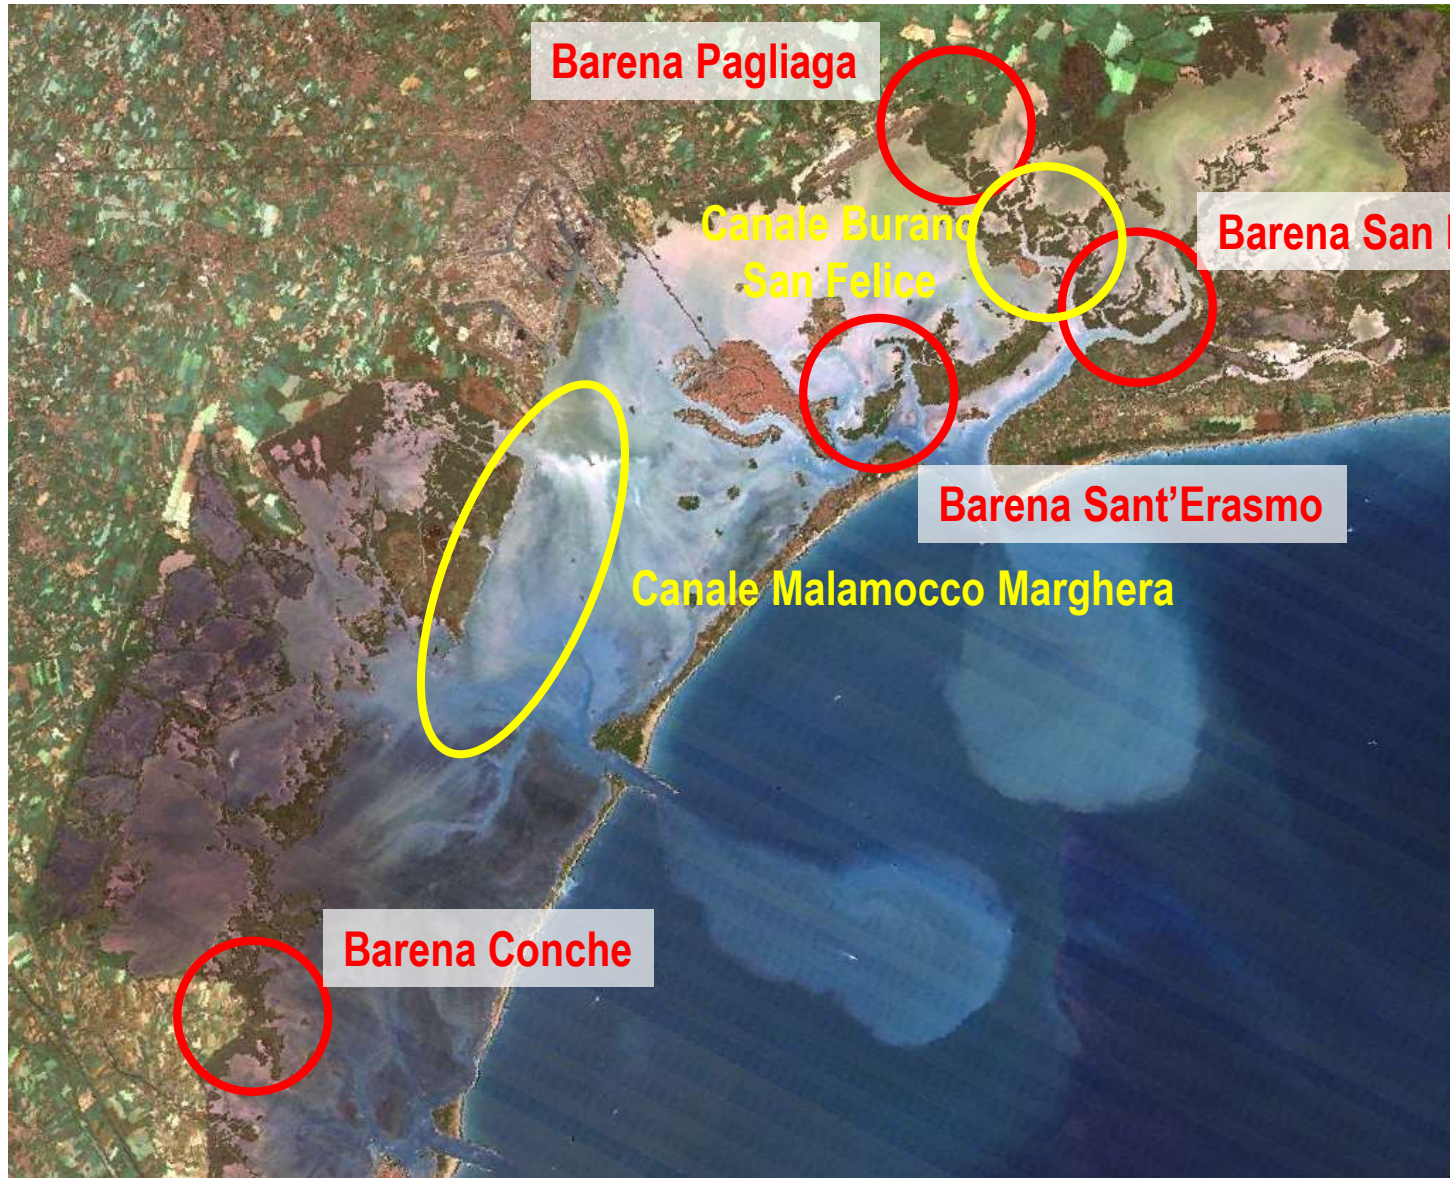 Barena Pagliaga
Canale Burano
San Felice
Barena San
Barena Sant’Erasmo
Canale Malamocco Marghera
Barena Conche